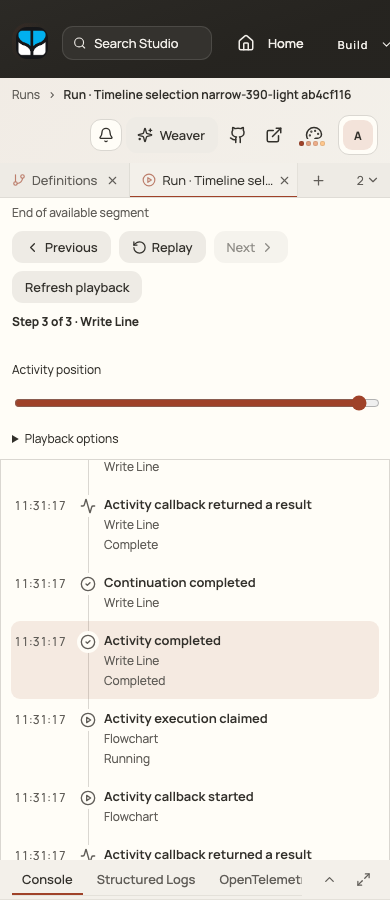 Search Studio
Home
Build
Runs > Run · Timeline selection narrow-390-light ab4cf116
Weaver
A
Definitions
Run · Timeline sel...
2
End of available segment
Previous
Replay
Next
Refresh playback
Step 3 of 3 · Write Line
Activity position
Playback options
Write Line
11:31:17 Activity callback returned a result
Write Line
Complete
11:31:17 Continuation completed
Write Line
11:31:17 Activity completed
Write Line
Completed
11:31:17 Activity execution claimed
Flowchart
Running
11:31:17 Activity callback started
Flowchart
11:31:17 Activity callback returned a result
Console
Structured Logs
OpenTelemet